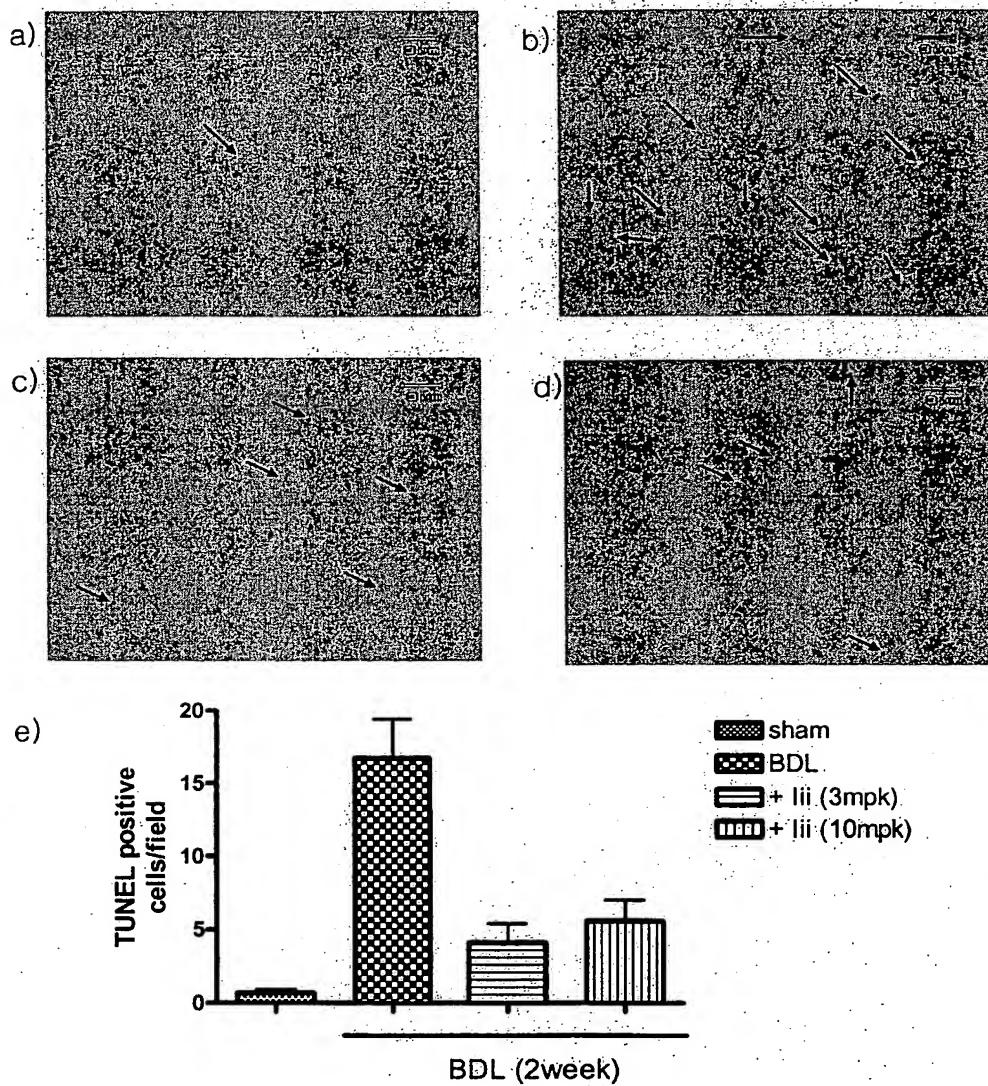 a)
b)
c)
d)
e)
20
15
10
5
0
TUNEL positive
cells/field
sham
BDL
+ Iii (3mpk)
+ Iii (10mpk)
BDL (2week)